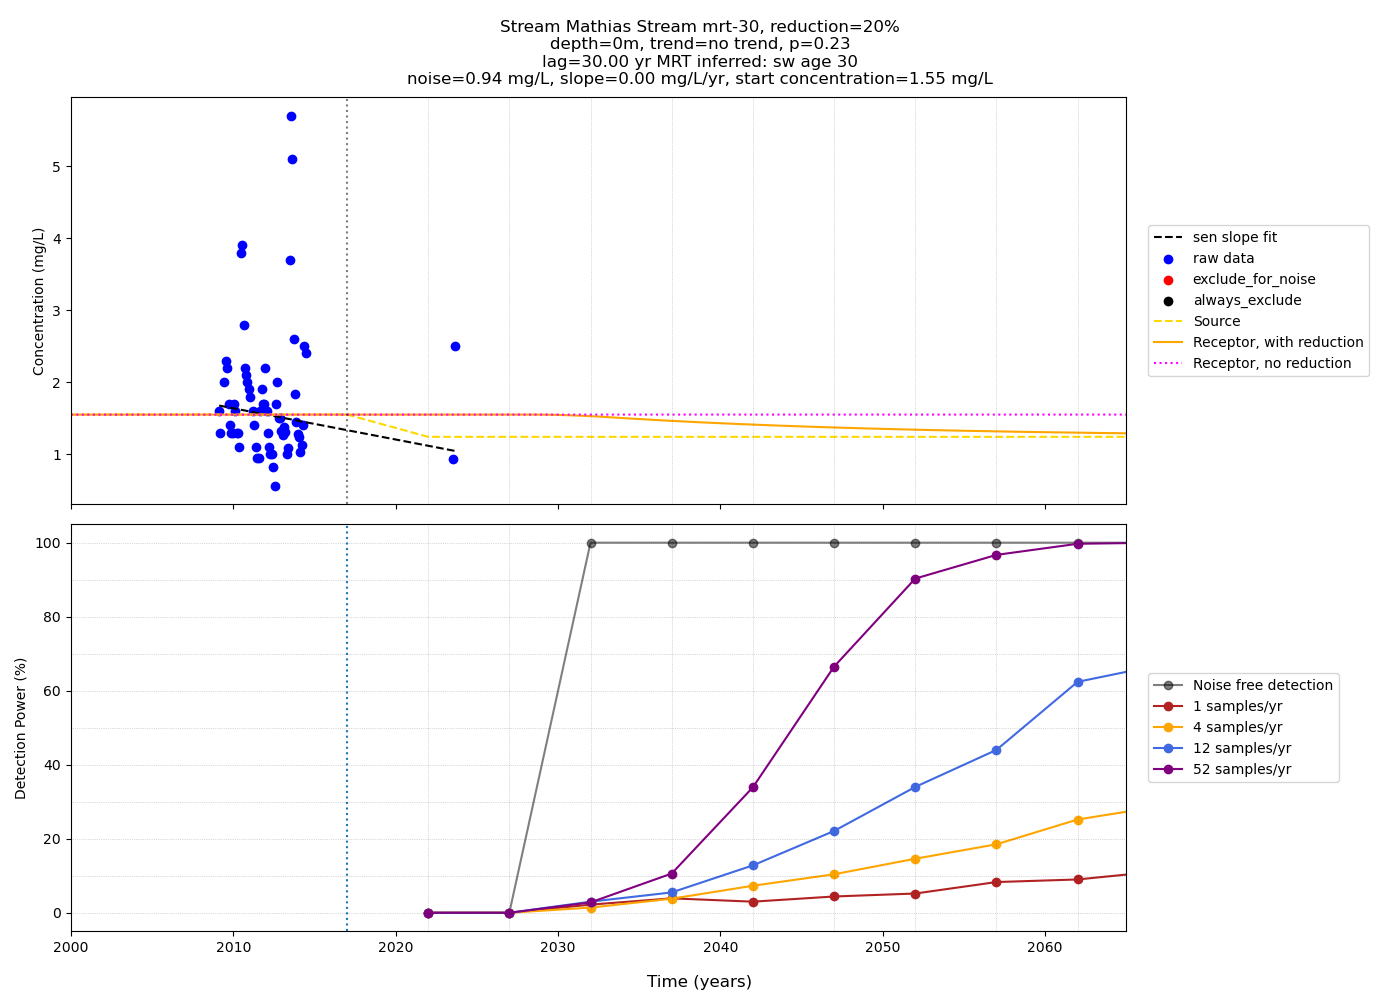 Stream Mathias Stream mrt-30, reduction=20%
depth=0m, trend=no trend, p=0.23
lag=30.00 yr MRT inferred: sw age 30
noise=0.94 mg/L, slope=0.00 mg/L/yr, start concentration=1.55 mg/L
5
4
3
2
1
Concentration (mg/L)
sen slope fit
raw data
exclude_for_noise
always_exclude
Source
Receptor, with reduction
Receptor, no reduction
100
80
60
40
20
0
Detection Power (%)
Noise free detection
1 samples/yr
4 samples/yr
12 samples/yr
52 samples/yr
2000
2010
2020
2030
2040
2050
2060
Time (years)